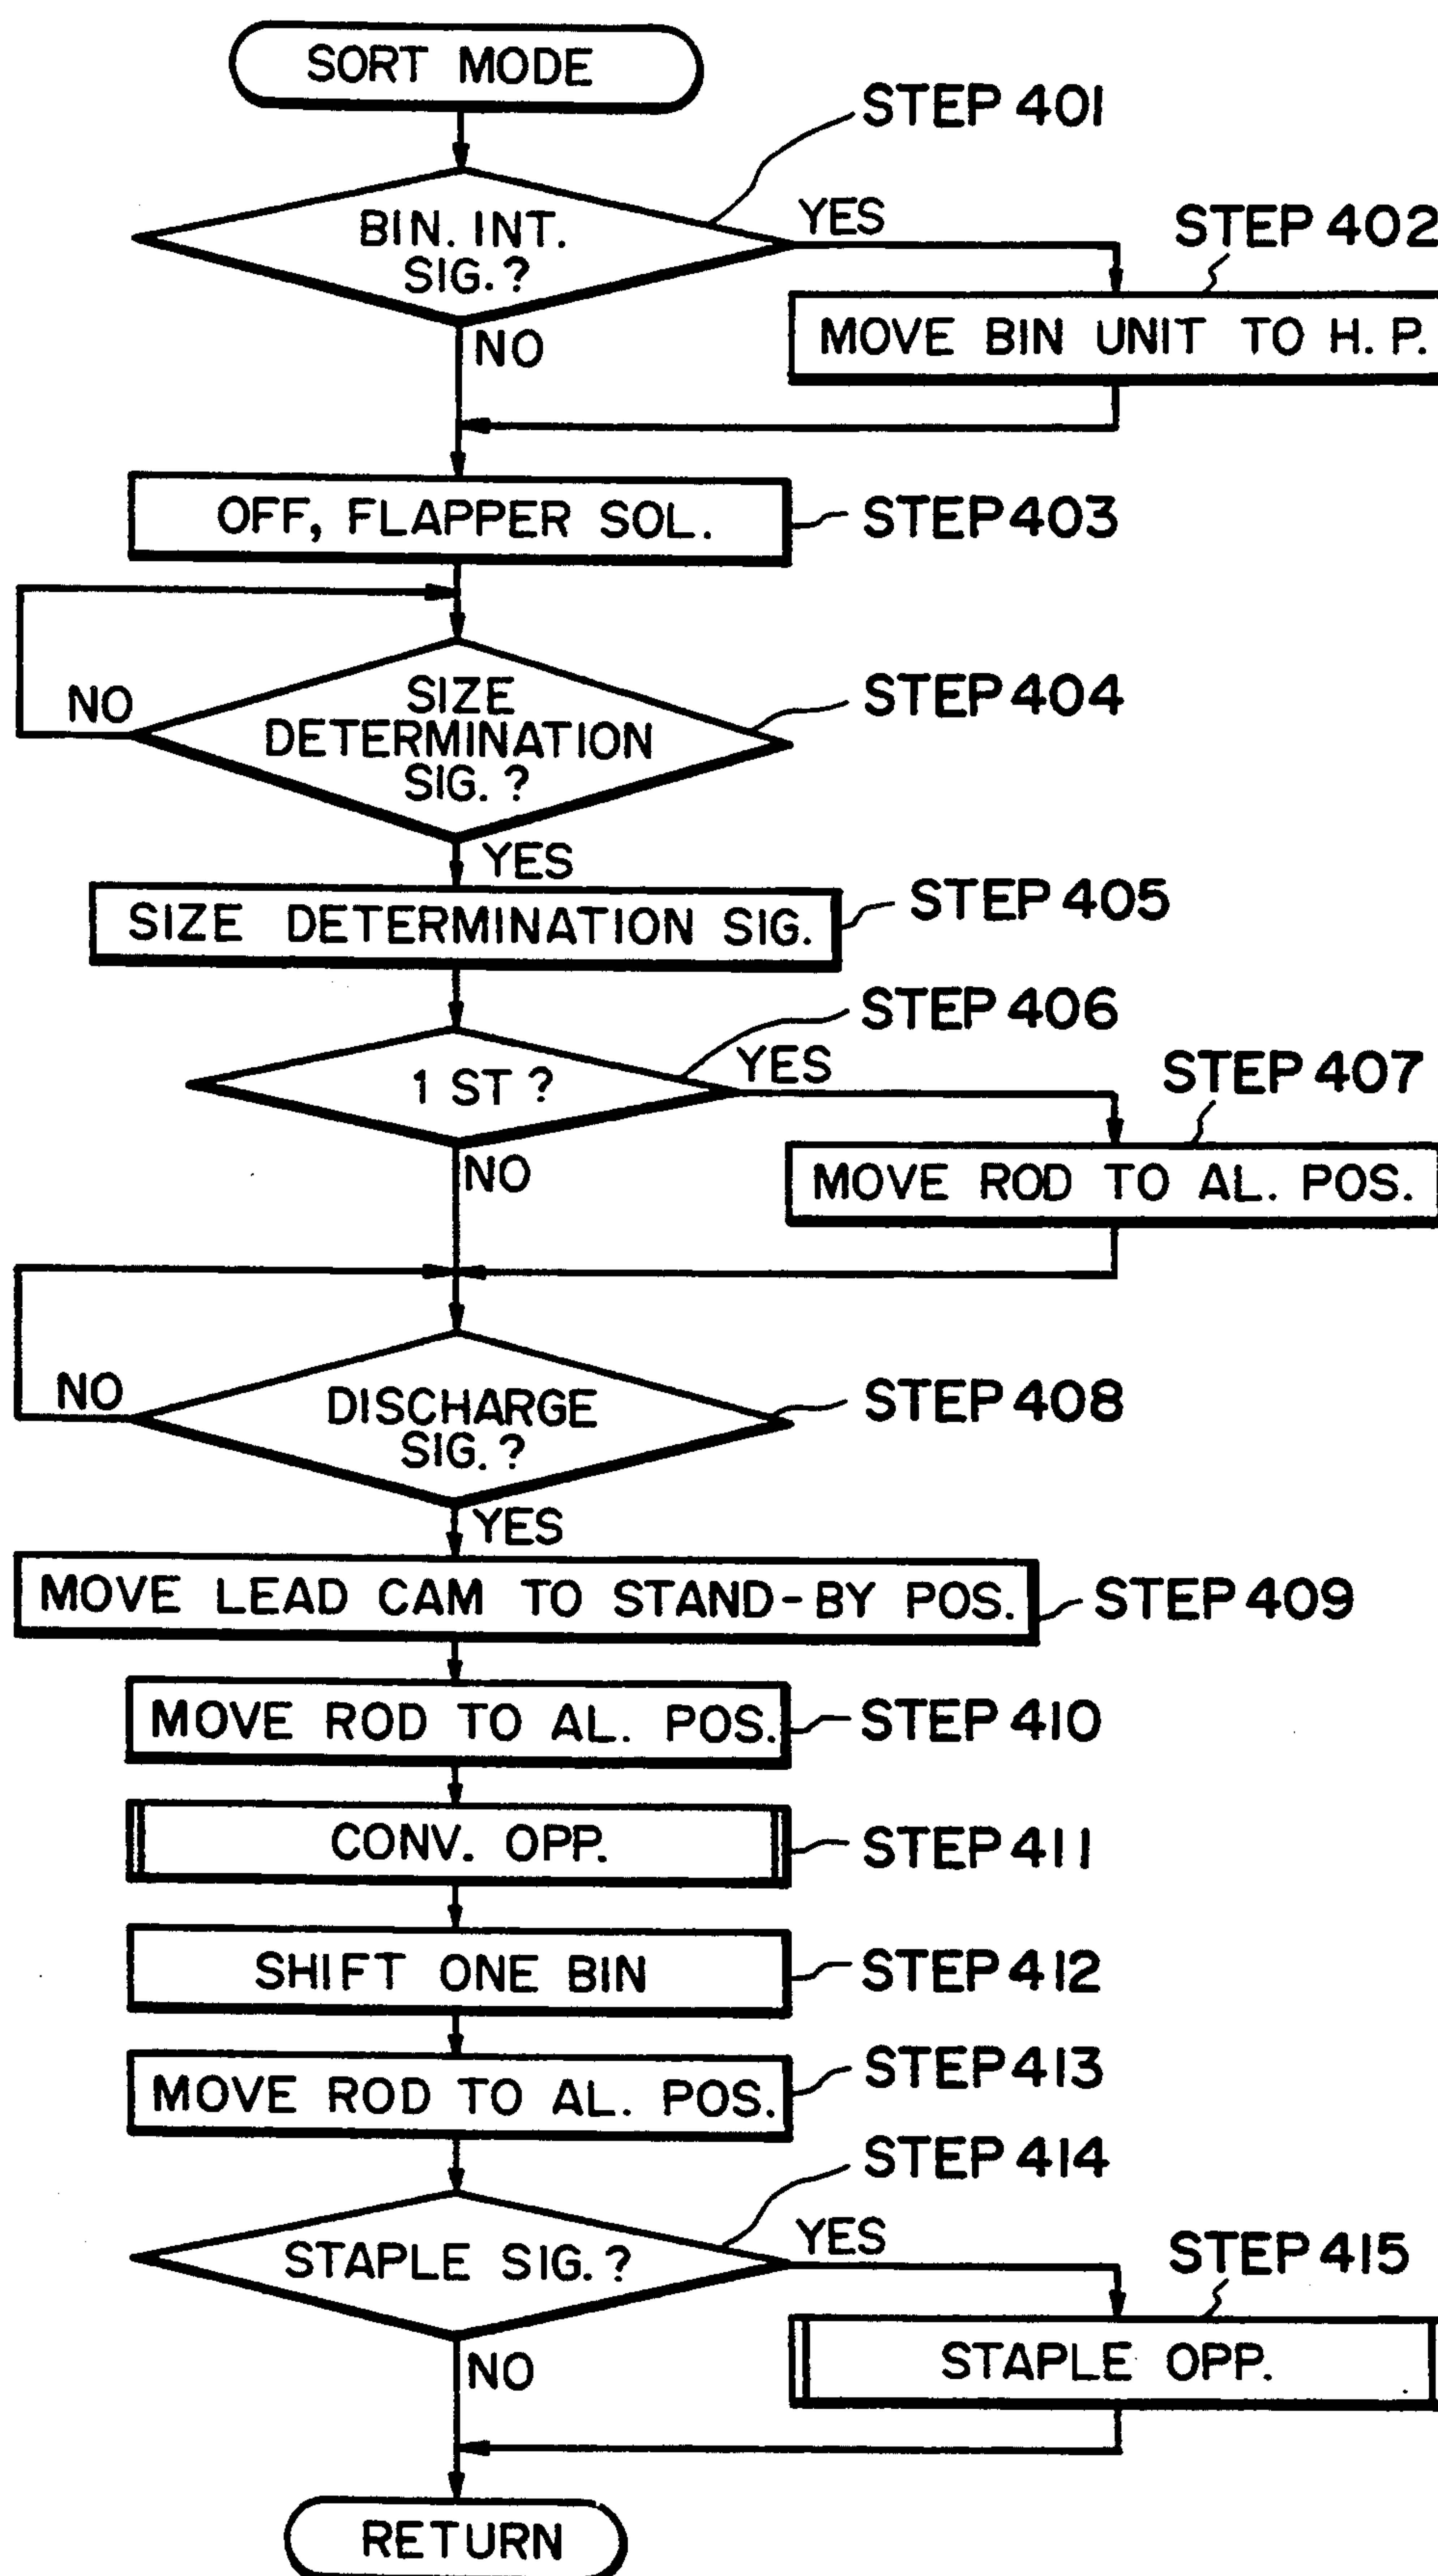 SORT MODE
STEP 401
BIN. INT.
SIG. ?
YES
STEP 402
MOVE BIN UNIT TO H. P.
NO
OFF, FLAPPER SOL.
STEP 403
NO
SIZE
DETERMINATION
SIG. ?
STEP 404
YES
SIZE DETERMINATION SIG.
STEP 405
STEP 406
1 ST ?
YES
STEP 407
MOVE ROD TO AL. POS.
NO
NO
DISCHARGE
SIG. ?
STEP 408
YES
MOVE LEAD CAM TO STAND-BY POS.
STEP 409
MOVE ROD TO AL. POS.
STEP 410
CONV. OPP.
STEP 411
SHIFT ONE BIN
STEP 412
MOVE ROD TO AL. POS.
STEP 413
STEP 414
STAPLE SIG. ?
YES
STEP 415
STAPLE OPP.
NO
RETURN